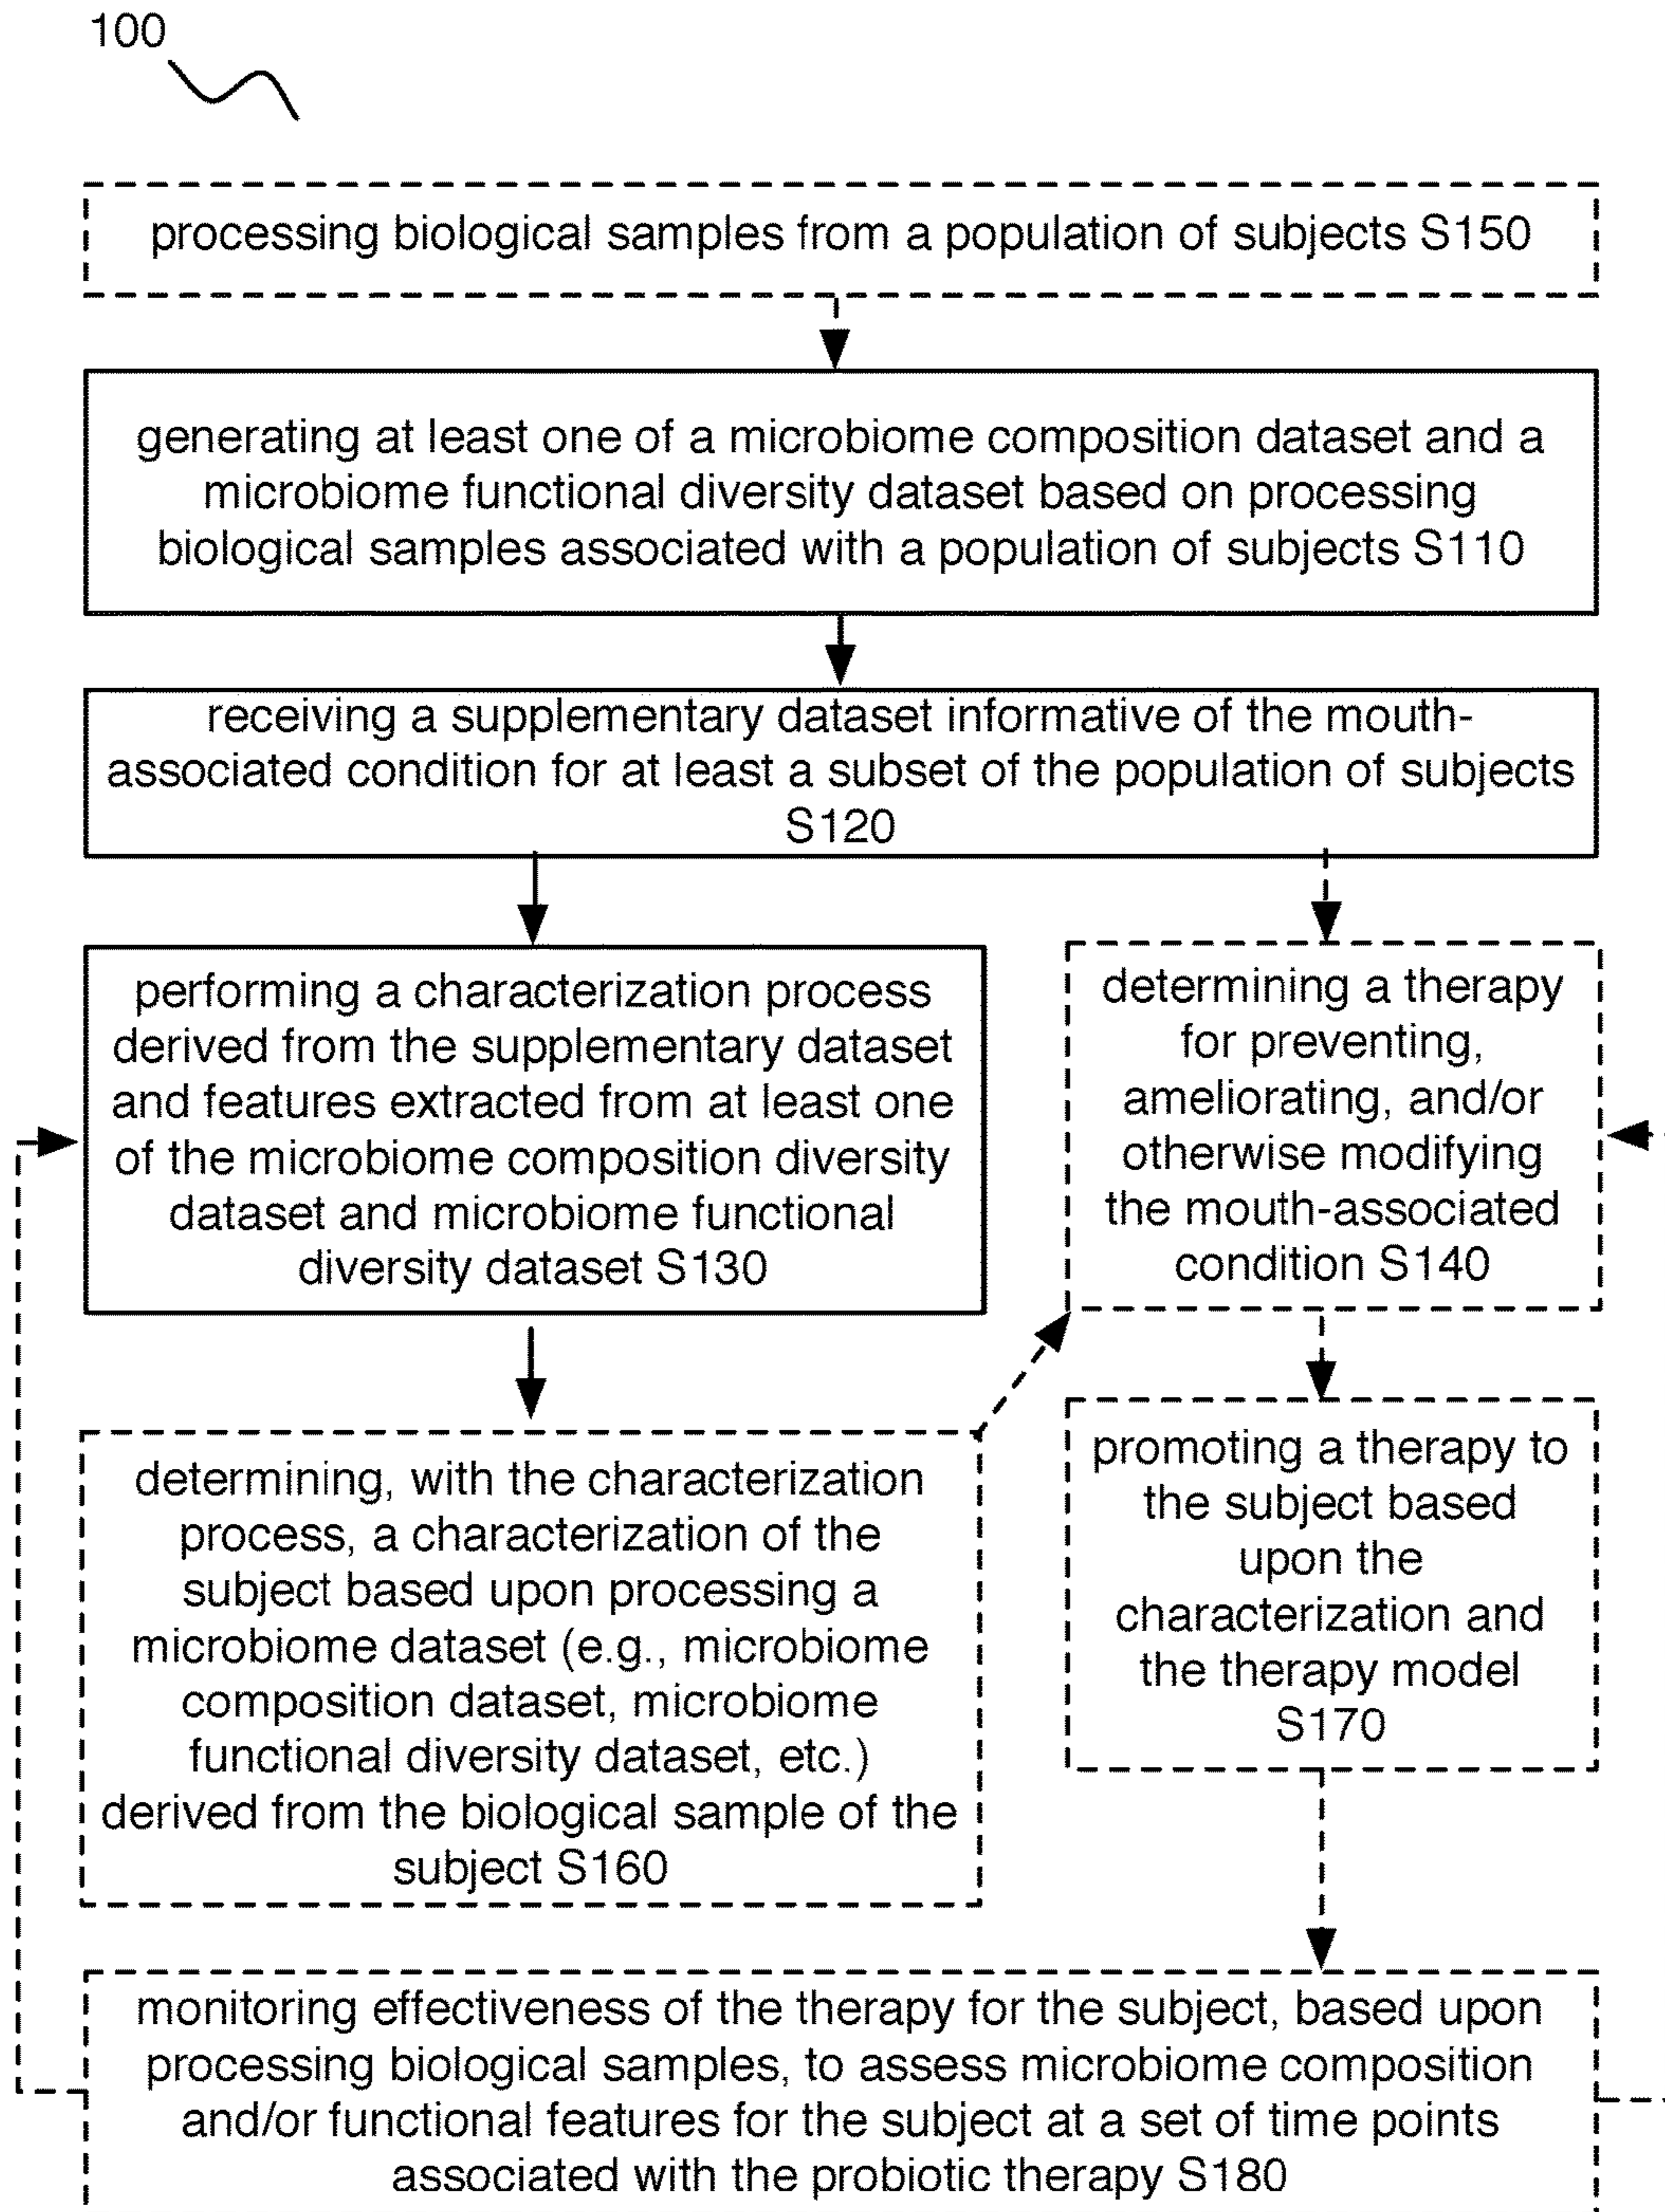 100
processing biological samples from a population of subjects S150
generating at least one of a microbiome composition dataset and a
microbiome functional diversity dataset based on processing
biological samples associated with a population of subjects S110
receiving a supplementary dataset informative of the mouth-
associated condition for at least a subset of the population of subjects
S120
performing a characterization process
derived from the supplementary dataset
and features extracted from at least one
of the microbiome composition diversity
dataset and microbiome functional
diversity dataset S130
determining a therapy
for preventing,
ameliorating, and/or
otherwise modifying
the mouth-associated
condition S140
determining, with the characterization
process, a characterization of the
subject based upon processing a
microbiome dataset (e.g., microbiome
composition dataset, microbiome
functional diversity dataset, etc.)
derived from the biological sample of the
subject S160
promoting a therapy to
the subject based
upon the
characterization and
the therapy model
S170
monitoring effectiveness of the therapy for the subject, based upon
processing biological samples, to assess microbiome composition
and/or functional features for the subject at a set of time points
associated with the probiotic therapy S180